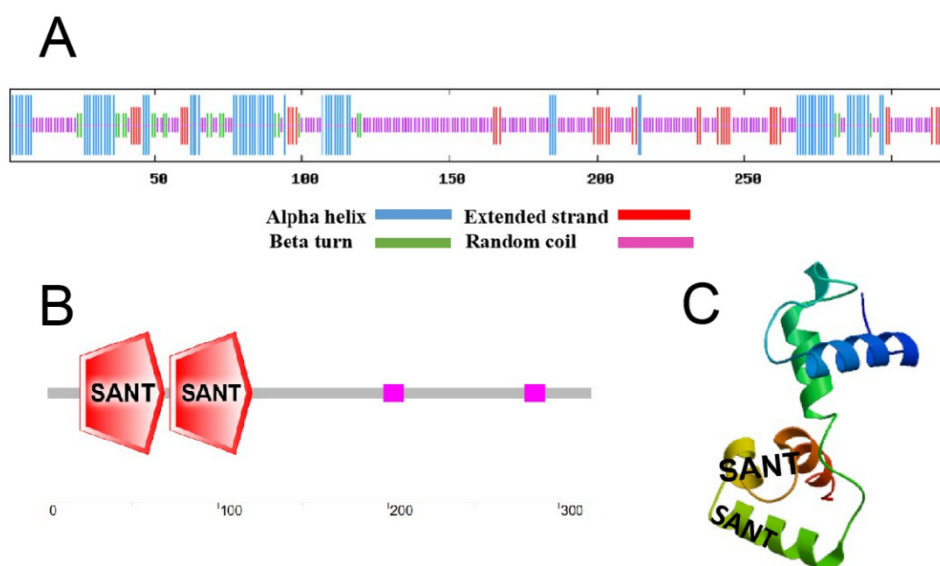 A
50 100 150 200 250
Alpha helix Extended strand
Beta turn Random coil
B
SANT SANT
0 100 200 300
C
SANT
SANT